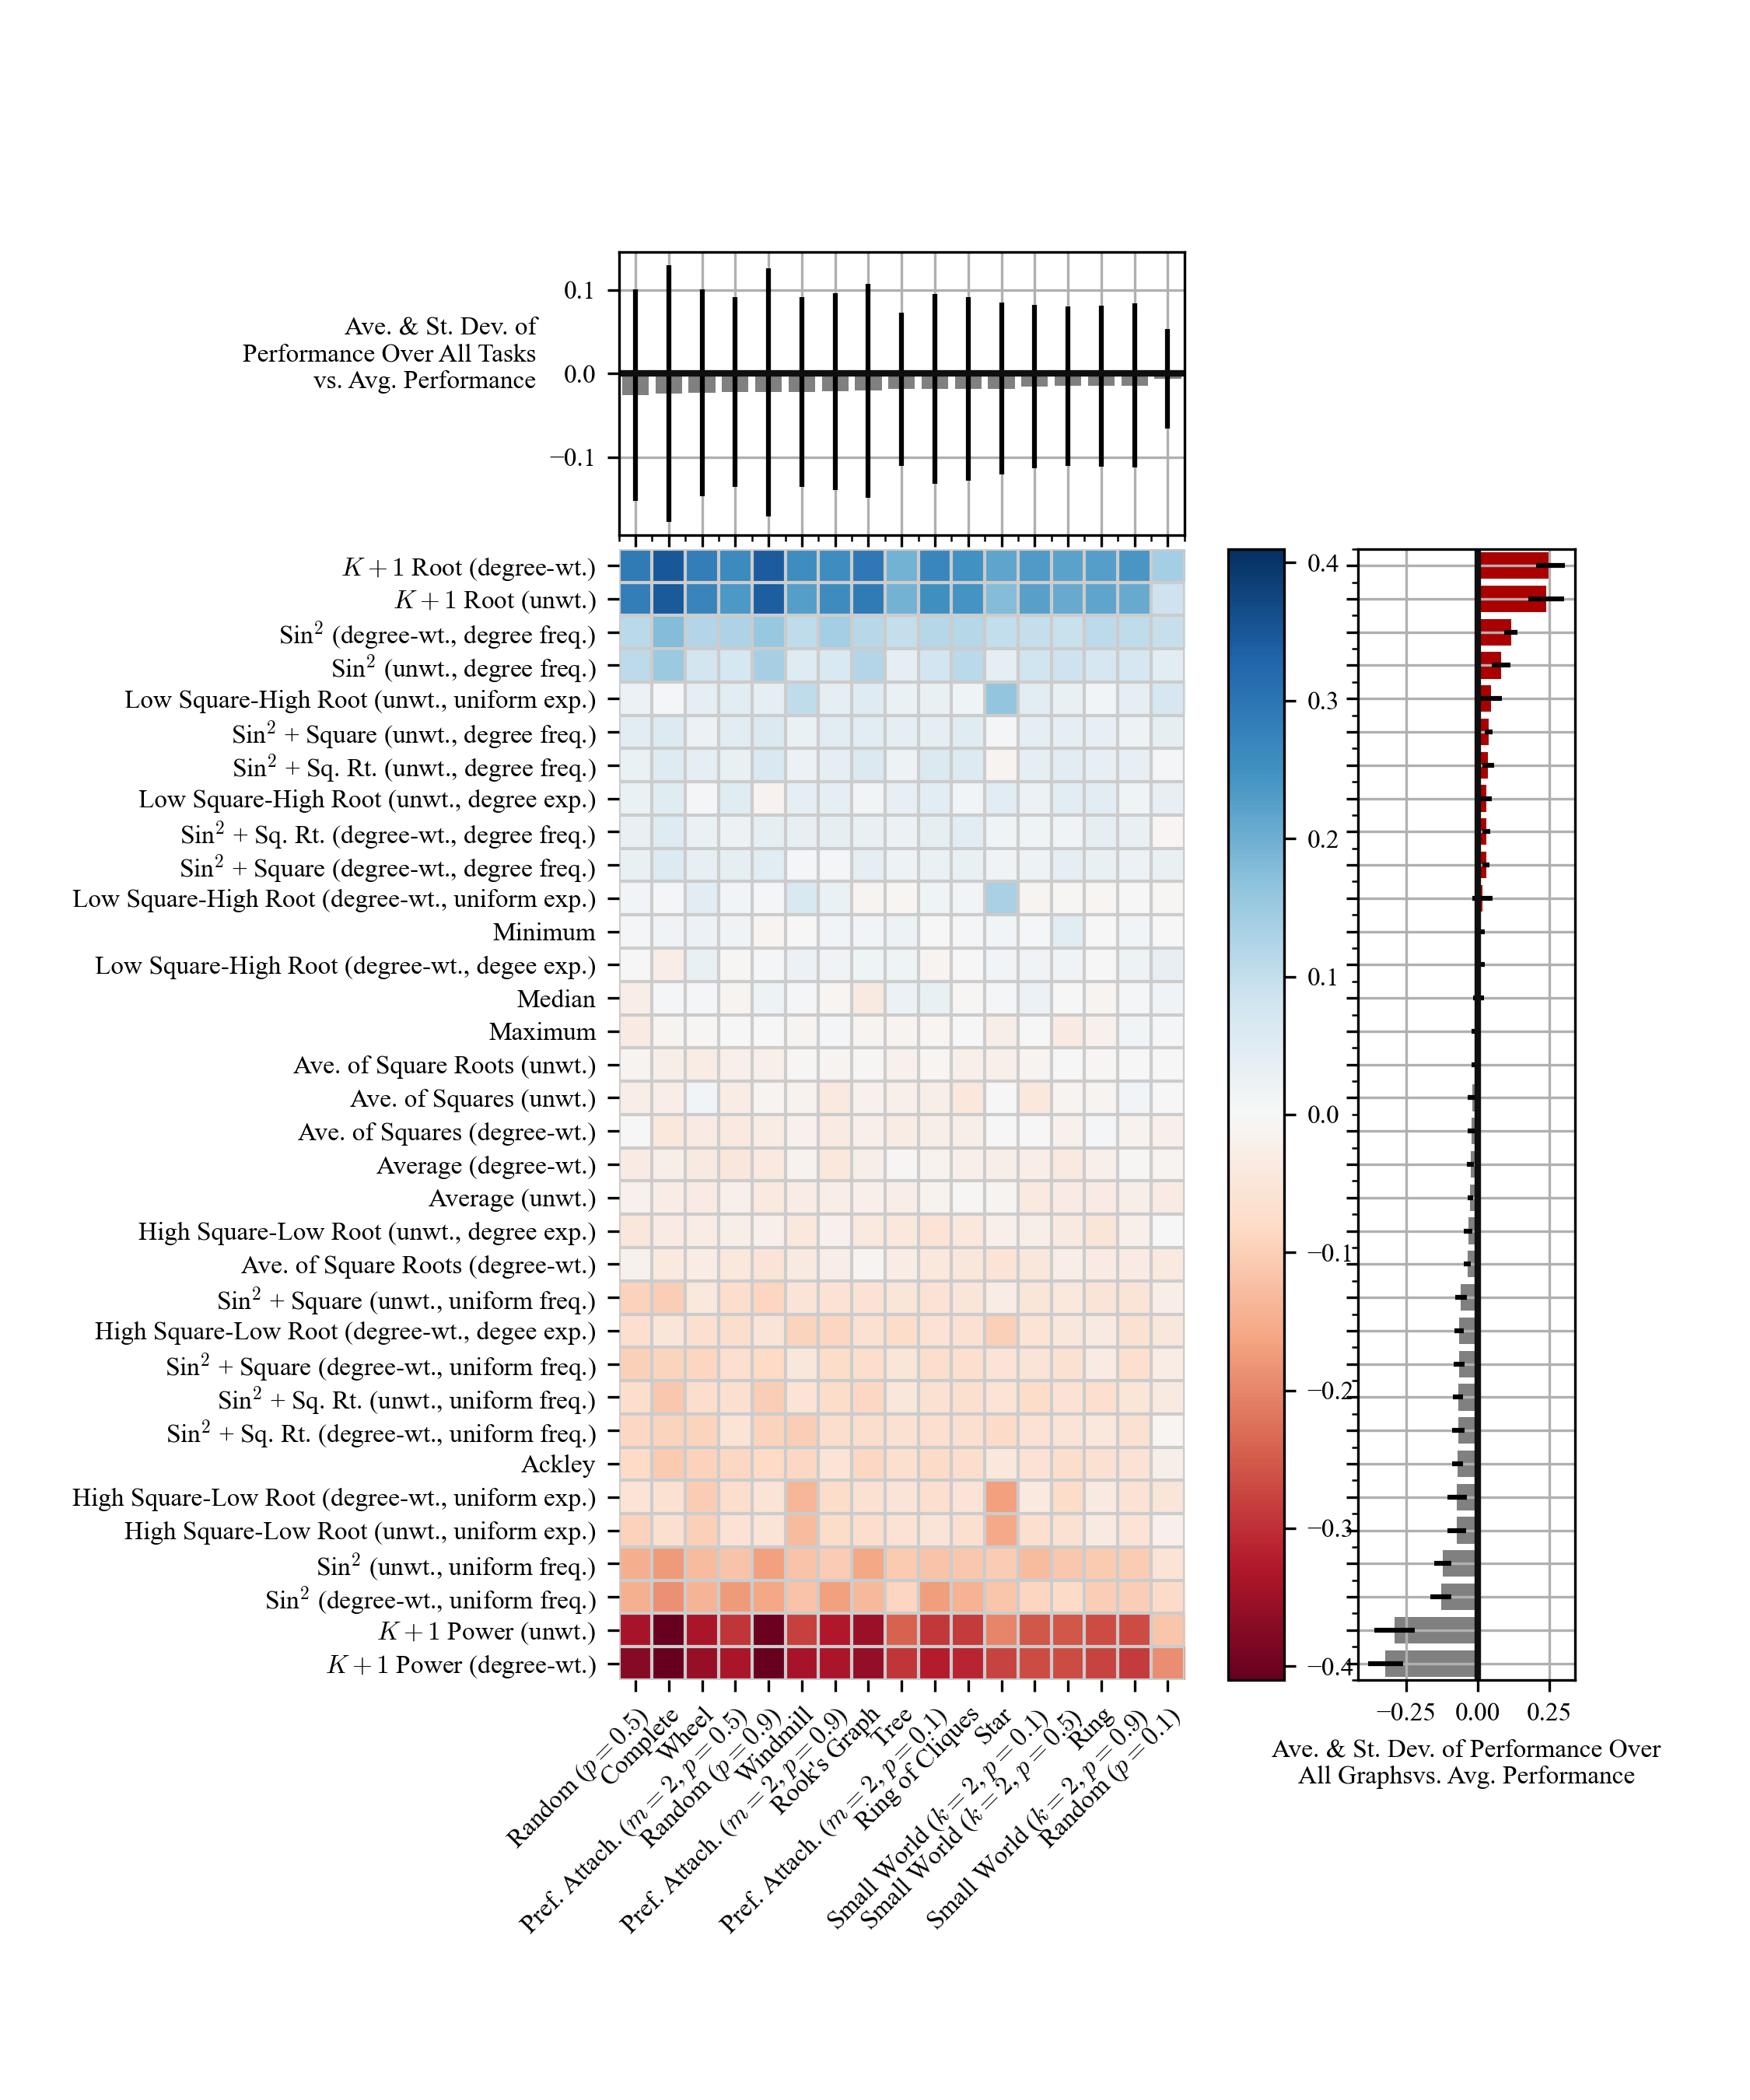 0.1
0.0
−0.1
Ave. & St. Dev. of
Performance Over All Tasks
vs. Avg. Performance
K + 1 Root (degree-wt.)
K + 1 Root (unwt.)
Sin² (degree-wt., degree freq.)
Sin² (unwt., degree freq.)
Low Square-High Root (unwt., uniform exp.)
Sin² + Square (unwt., degree freq.)
Sin² + Sq. Rt. (unwt., degree freq.)
Low Square-High Root (unwt., degree exp.)
Sin² + Sq. Rt. (degree-wt., degree freq.)
Sin² + Square (degree-wt., degree freq.)
Low Square-High Root (degree-wt., uniform exp.)
Minimum
Low Square-High Root (degree-wt., degee exp.)
Median
Maximum
Ave. of Square Roots (unwt.)
Ave. of Squares (unwt.)
Ave. of Squares (degree-wt.)
Average (degree-wt.)
Average (unwt.)
High Square-Low Root (unwt., degree exp.)
Ave. of Square Roots (degree-wt.)
Sin² + Square (unwt., uniform freq.)
High Square-Low Root (degree-wt., degee exp.)
Sin² + Square (degree-wt., uniform freq.)
Sin² + Sq. Rt. (unwt., uniform freq.)
Sin² + Sq. Rt. (degree-wt., uniform freq.)
Ackley
High Square-Low Root (degree-wt., uniform exp.)
High Square-Low Root (unwt., uniform exp.)
Sin² (unwt., uniform freq.)
Sin² (degree-wt., uniform freq.)
K + 1 Power (unwt.)
K + 1 Power (degree-wt.)
0.4
0.3
0.2
0.1
0.0
−0.1
−0.2
−0.3
−0.4
−0.25 0.00 0.25
Ave. & St. Dev. of Performance Over
All Graphsvs. Avg. Performance
Random (p = 0.5)
Complete
Wheel
Pref. Attach. (m = 2, p = 0.5)
Random (p = 0.9)
Windmill
Pref. Attach. (m = 2, p = 0.9)
Rook's Graph
Tree
Pref. Attach. (m = 2, p = 0.1)
Ring of Cliques
Star
Small World (k = 2, p = 0.1)
Small World (k = 2, p = 0.5)
Ring
Small World (k = 2, p = 0.9)
Random (p = 0.1)